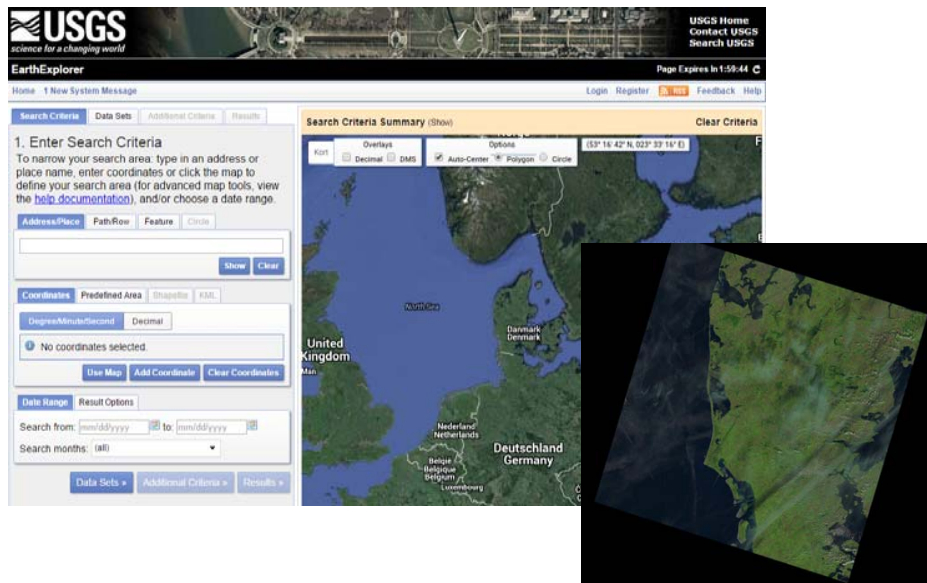 USGS
science for a changing world
USGS Home
Contact USGS
Search USGS
EarthExplorer
Page Expires In 1:59:44
Home 1 New System Message
Login Register RSS Feedback Help
Search Criteria Data Sets Additional Criteria Results
1. Enter Search Criteria
To narrow your search area: type in an address or
place name, enter coordinates or click the map to
define your search area (for advanced map tools, view
the help documentation), and/or choose a date range.
Address/Place Path/Row Feature Circle
Show Clear
Coordinates Predefined Area Shapefile KML
Degree/Minute/Second Decimal
No coordinates selected.
Use Map Add Coordinate Clear Coordinates
Date Range Result Options
Search from: mm/dd/yyyy to: mm/dd/yyyy
Search months: (all)
Data Sets » Additional Criteria » Results »
Search Criteria Summary (Show)
Clear Criteria
Kort
Overlays
Decimal DMS
Options
Auto-Center Polygon Circle
(53° 16' 42" N, 023° 33' 16" E)
North Sea
Danmark
Denmark
United
Kingdom
Man
Nederland
Netherlands
Deutschland
Germany
België
Belgique
Belgium
Luxembourg